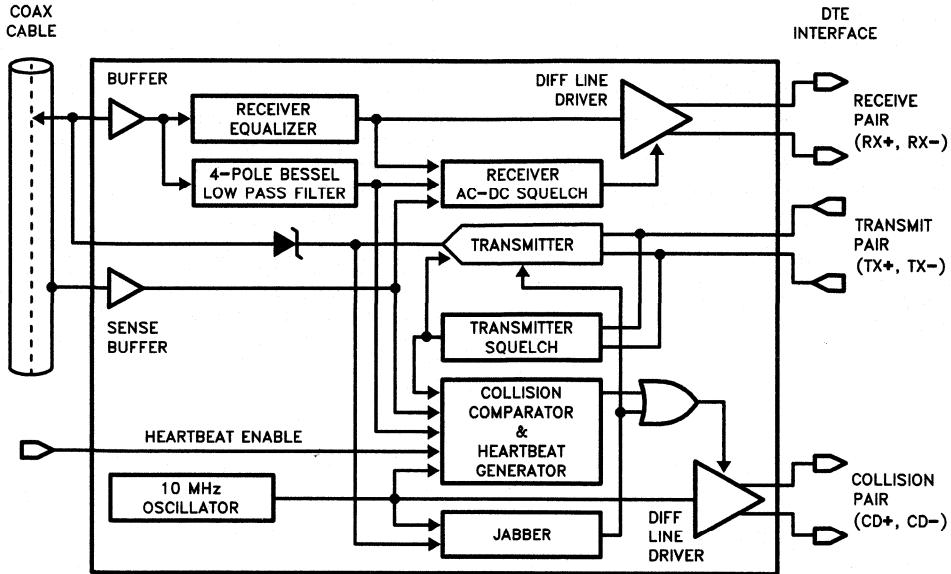 COAX
CABLE
DTE
INTERFACE
BUFFER
RECEIVER
EQUALIZER
DIFF LINE
DRIVER
RECEIVE
PAIR
(RX+, RX-)
4-POLE BESSEL
LOW PASS FILTER
RECEIVER
AC-DC SQUELCH
TRANSMITTER
TRANSMIT
PAIR
(TX+, TX-)
SENSE
BUFFER
TRANSMITTER
SQUELCH
COLLISION
COMPARATOR
&
HEARTBEAT
GENERATOR
HEARTBEAT ENABLE
10 MHz
OSCILLATOR
JABBER
DIFF
LINE
DRIVER
COLLISION
PAIR
(CD+, CD-)